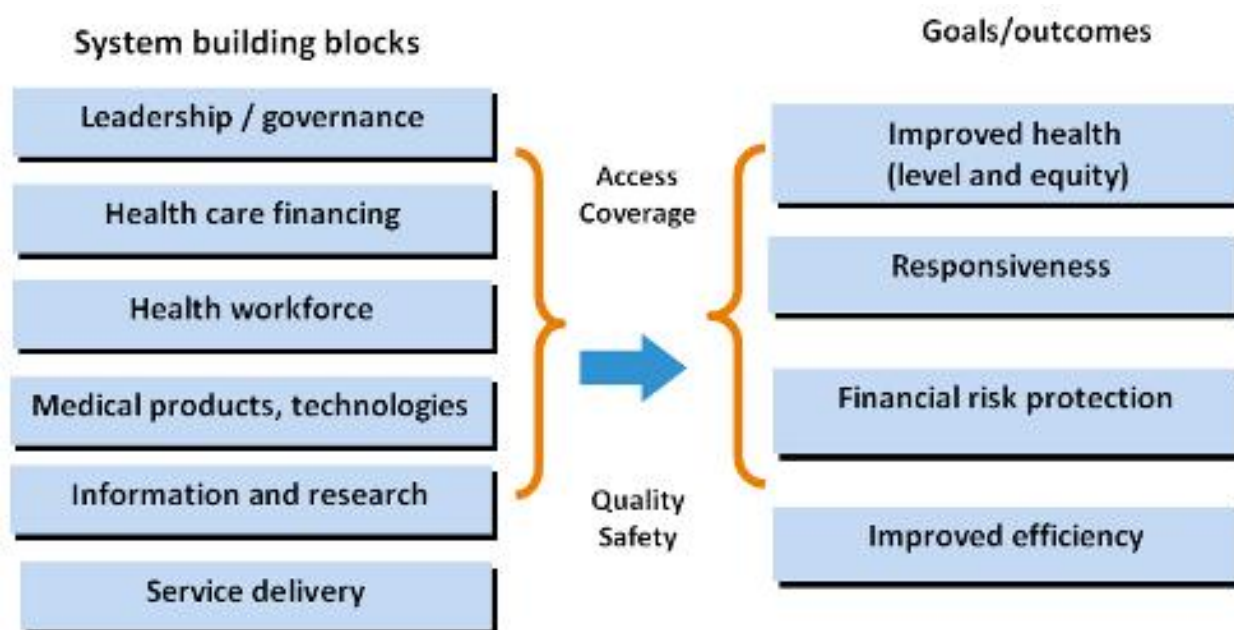 System building blocks
Leadership / governance
Health care financing
Health workforce
Medical products, technologies
Information and research
Service delivery
Access
Coverage
Quality
Safety
Goals/outcomes
Improved health
(level and equity)
Responsiveness
Financial risk protection
Improved efficiency